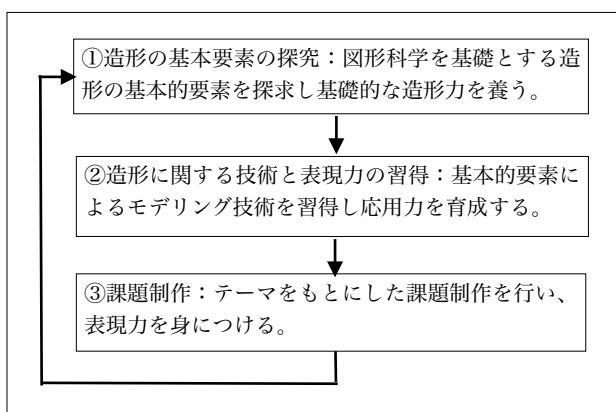 ①造形の基本要素の探究：図形科学を基礎とする造
形の基本的要素を探求し基礎的な造形力を養う。
②造形に関する技術と表現力の習得：基本的要素に
よるモデリング技術を習得し応用力を育成する。
③課題制作：テーマをもとにした課題制作を行い、
表現力を身につける。